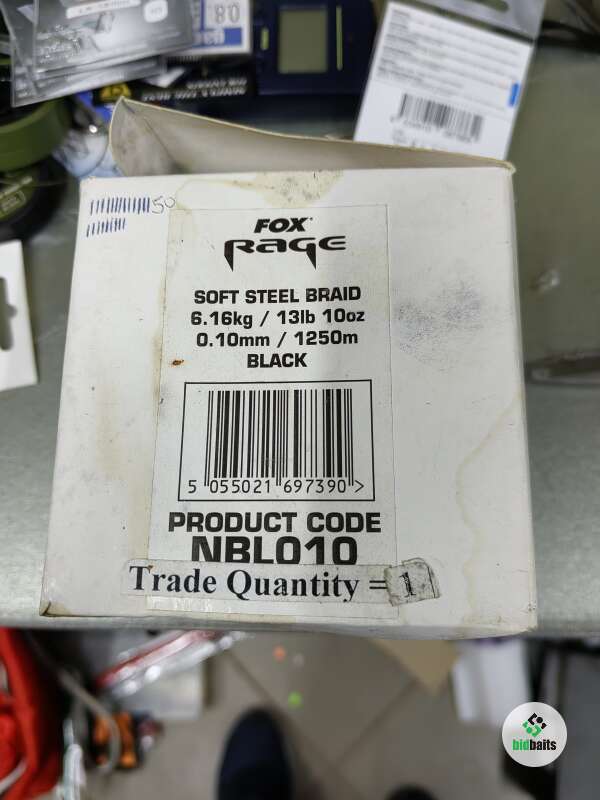 50
FOX
RAGE
SOFT STEEL BRAID
6.16kg / 13lb 10oz
0.10mm / 1250m
BLACK
5 055021 697390 >
PRODUCT CODE
NBL010
Trade Quantity = 1
bidbaits